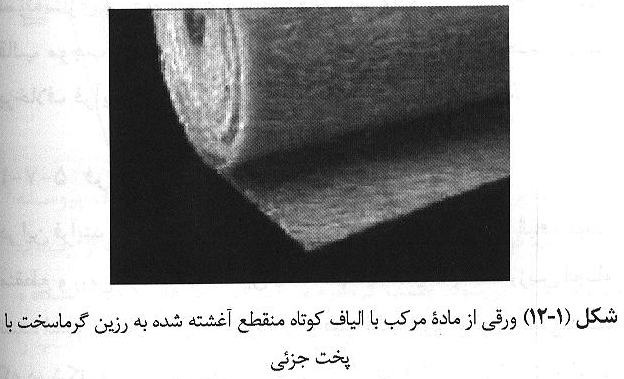 شکل (۱-۱۲) ورقی از مادهٔ مرکب با الیاف کوتاه منقطع آغشته شده به رزین گرماسخت با
پخت جزئی